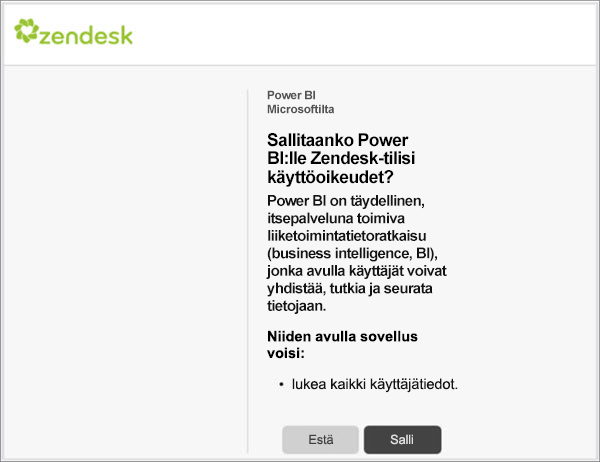 zendesk
Power BI
Microsoftilta
Sallitaanko Power
BI:lle Zendesk-tilisi
käyttöoikeudet?
Power BI on täydellinen,
itsepalveluna toimiva
liiketoimintatietoratkaisu
(business intelligence, BI),
jonka avulla käyttäjät voivat
yhdistää, tutkia ja seurata
tietojaan.
Niiden avulla sovellus
voisi:
• lukea kaikki käyttäjätiedot.
Estä Salli